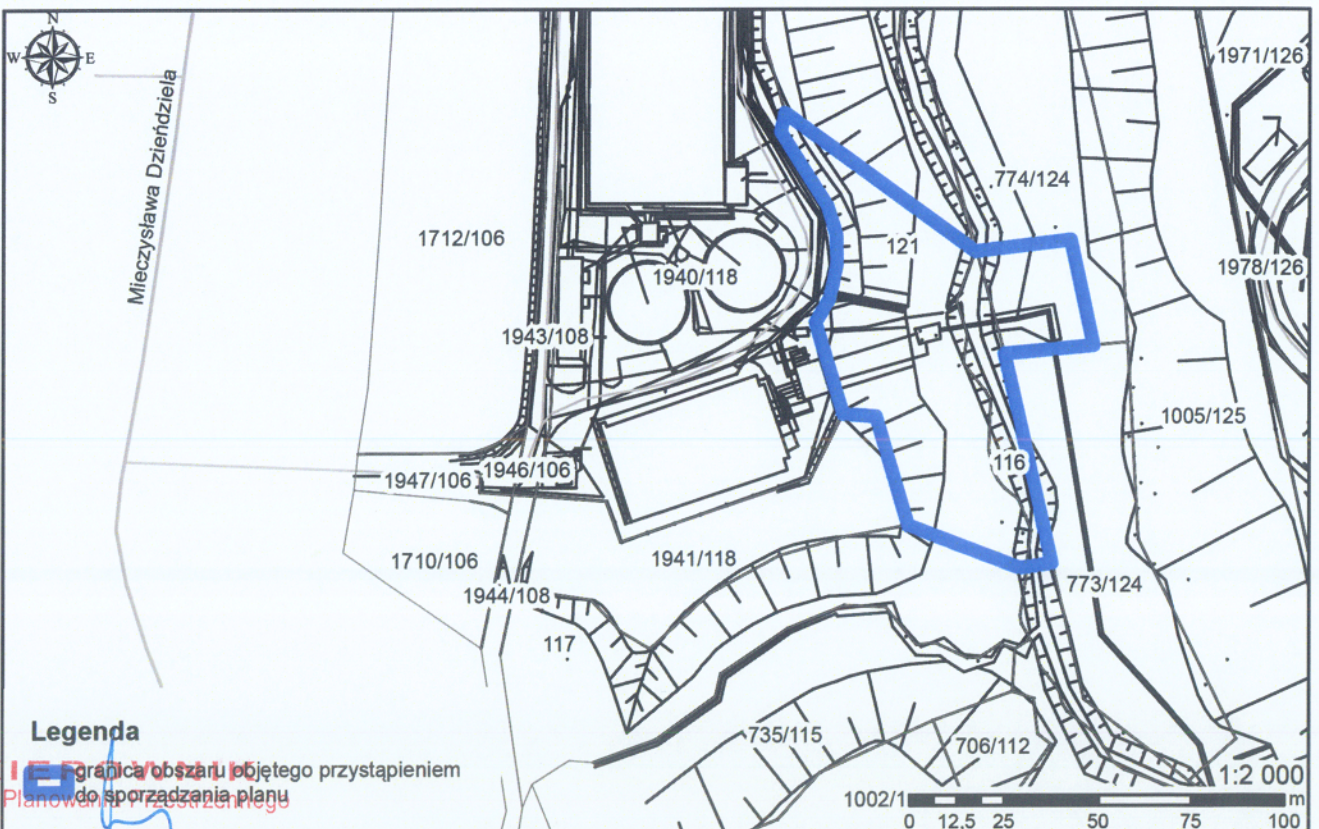 N
W E
S
Mieczysława Dzieńdziela
1971/126
774/124
1712/106
121
1940/118
1978/126
1943/108
1005/125
116
1946/106
1947/106
1710/106
1941/118
1944/108
773/124
117
735/115
706/112
Legenda
granica obszaru objętego przystąpieniem
do sporządzania planu
Planowania Przestrzennego
1:2 000
1002/1
m
0 12,5 25 50 75 100